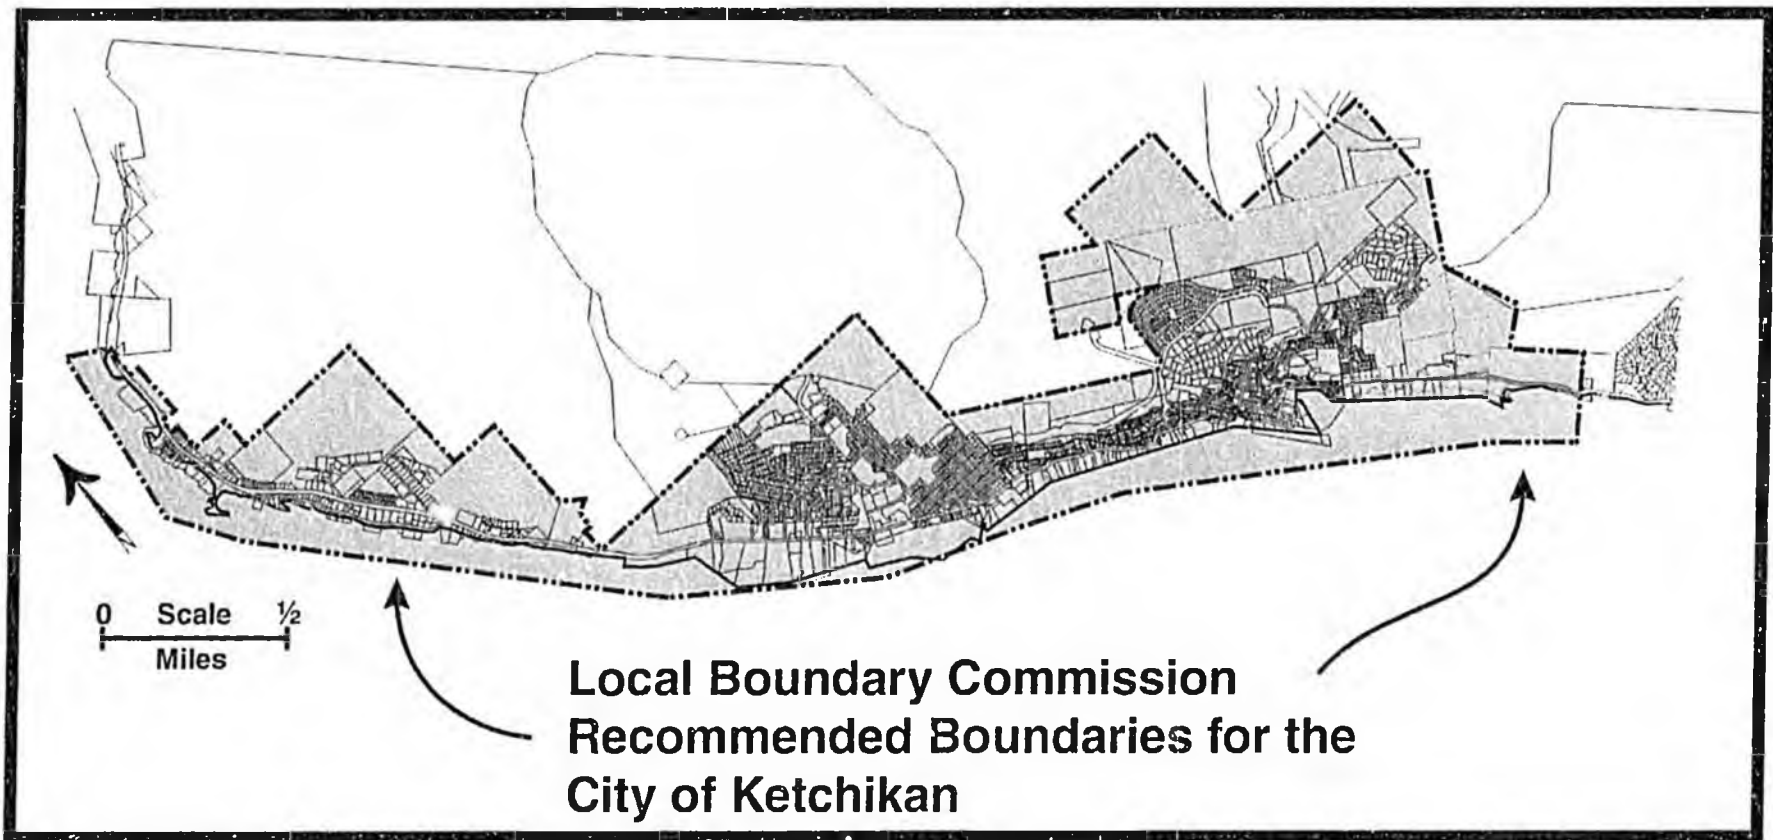 0 Scale ½
Miles
Local Boundary Commission
Recommended Boundaries for the
City of Ketchikan